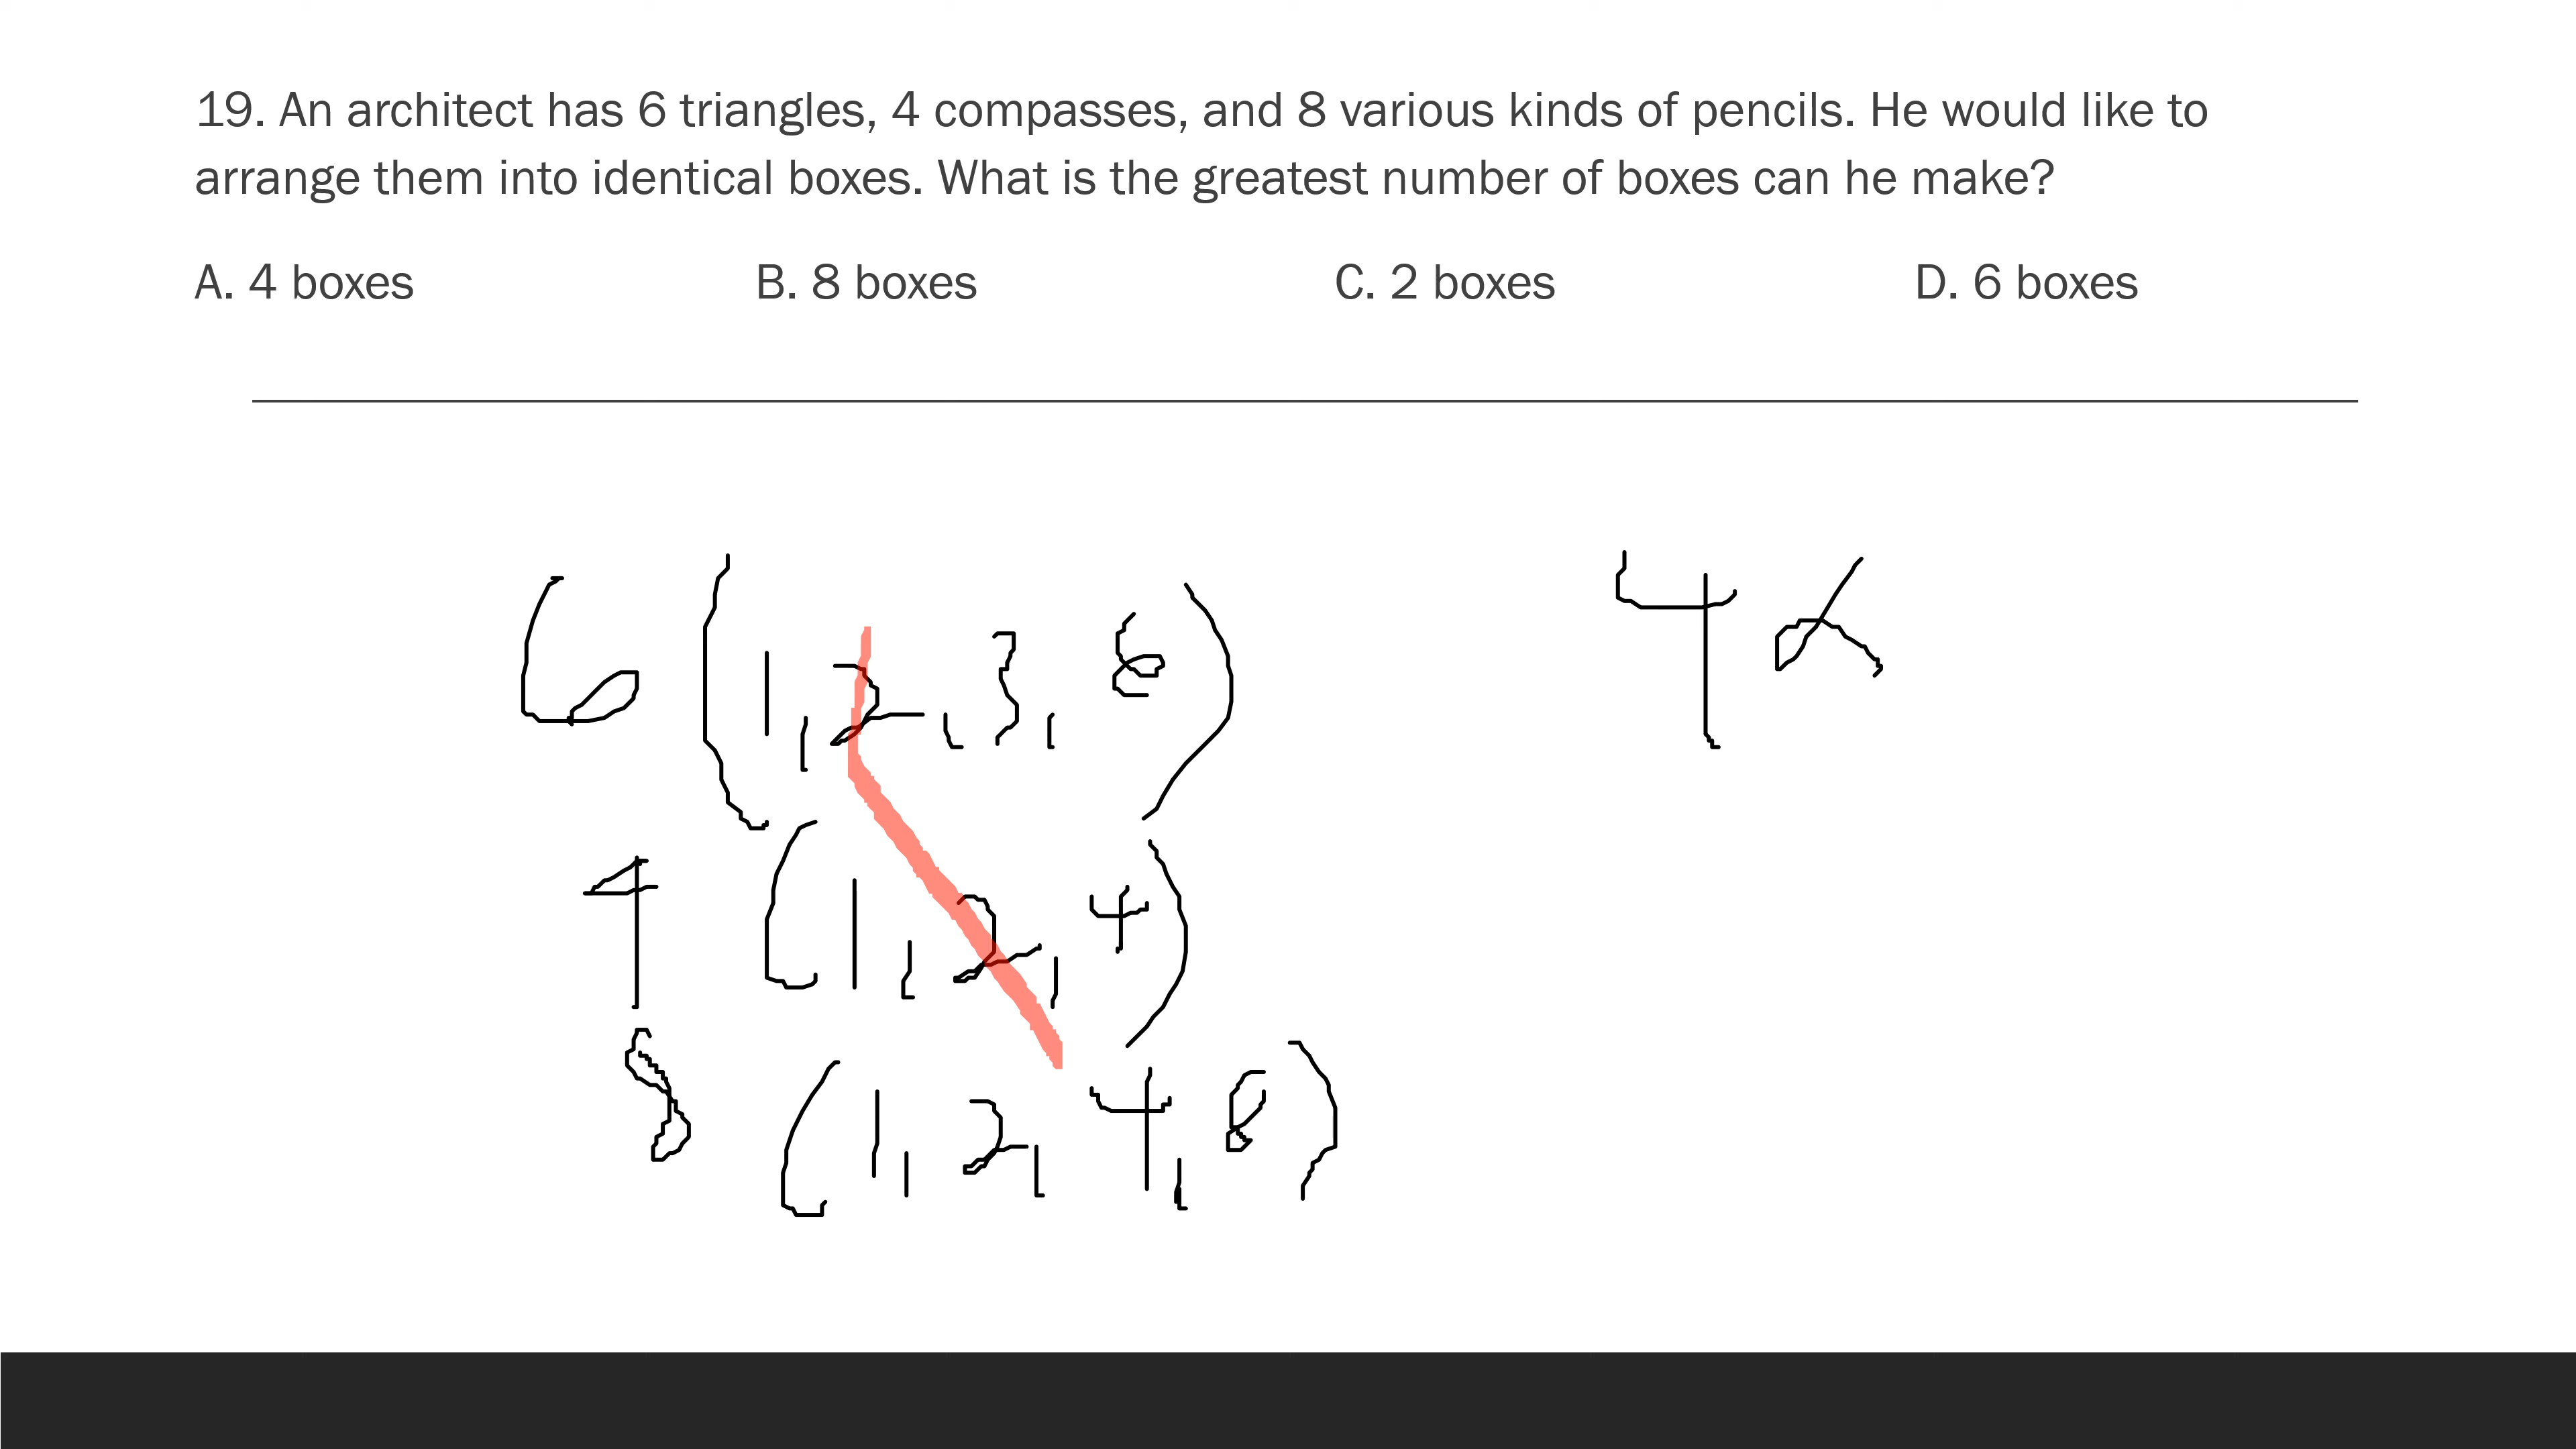 19. An architect has 6 triangles, 4 compasses, and 8 various kinds of pencils. He would like to
arrange them into identical boxes. What is the greatest number of boxes can he make?
A. 4 boxes B. 8 boxes C. 2 boxes D. 6 boxes
6 (1, 2, 3, 6)
4 (1, 2, 4)
8 (1, 2, 4, 8)
4